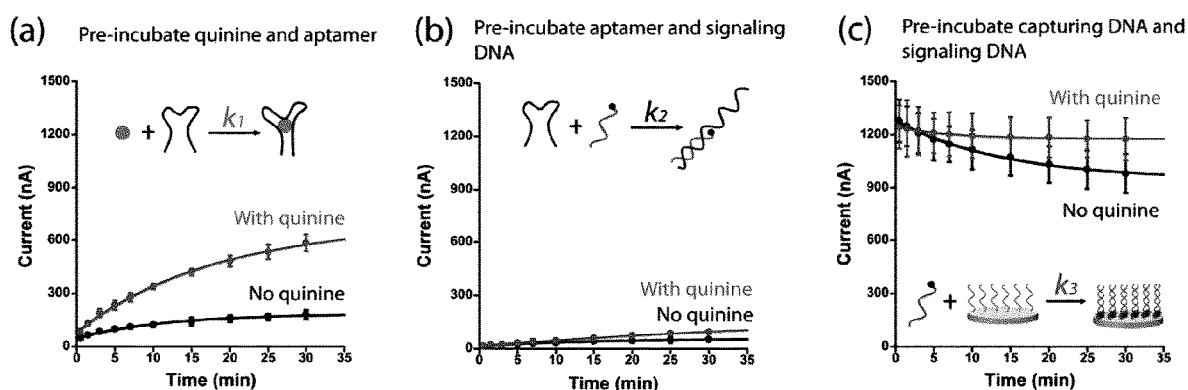 (a) Pre-incubate quinine and aptamer
Current (nA)
1500
1200
900
600
300
0
k1
With quinine
No quinine
0 5 10 15 20 25 30 35
Time (min)
(b) Pre-incubate aptamer and signaling
DNA
Current (nA)
1500
1200
900
600
300
0
k2
With quinine
No quinine
0 5 10 15 20 25 30 35
Time (min)
(c) Pre-incubate capturing DNA and
signaling DNA
Current (nA)
1500
1200
900
600
300
0
With quinine
No quinine
k3
0 5 10 15 20 25 30 35
Time (min)